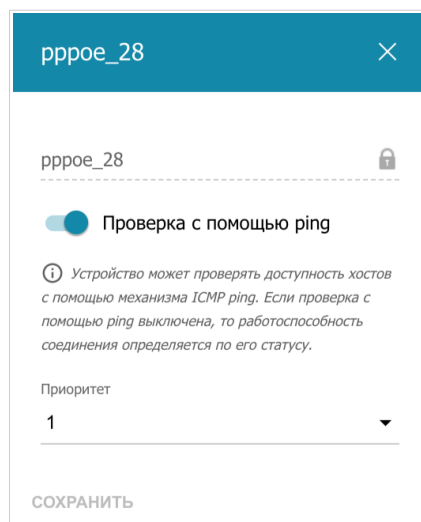 pppoe_28
pppoe_28
Проверка с помощью ping
Устройство может проверять доступность хостов
с помощью механизма ICMP ping. Если проверка с
помощью ping выключена, то работоспособность
соединения определяется по его статусу.
Приоритет
1
СОХРАНИТЬ